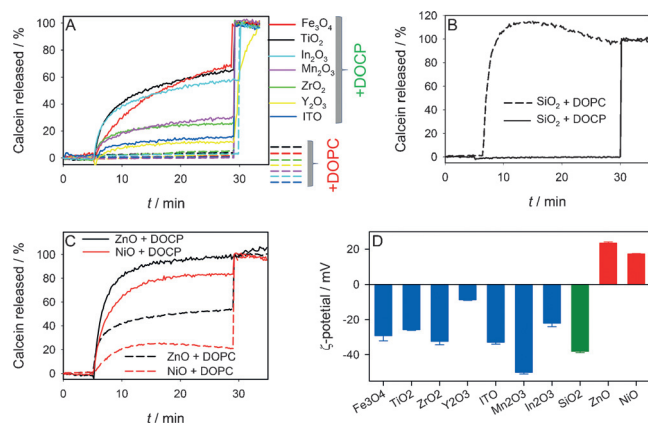 A
Calcein released / %
120
100
80
60
40
20
0
0
10
20
30
t / min
Fe₃O₄
TiO₂
In₂O₃
Mn₂O₃
ZrO₂
Y₂O₃
ITO
+DOCP
+DOPC
B
Calcein released / %
120
100
80
60
40
20
0
SiO₂ + DOPC
SiO₂ + DOCP
0
10
20
30
t / min
C
Calcein released / %
120
100
80
60
40
20
0
ZnO + DOCP
NiO + DOCP
ZnO + DOPC
NiO + DOPC
0
10
20
30
t / min
D
ζ-potetial / mV
20
0
-20
-40
Fe3O4
TiO2
ZrO2
Y2O3
ITO
Mn2O3
In2O3
SiO2
ZnO
NiO